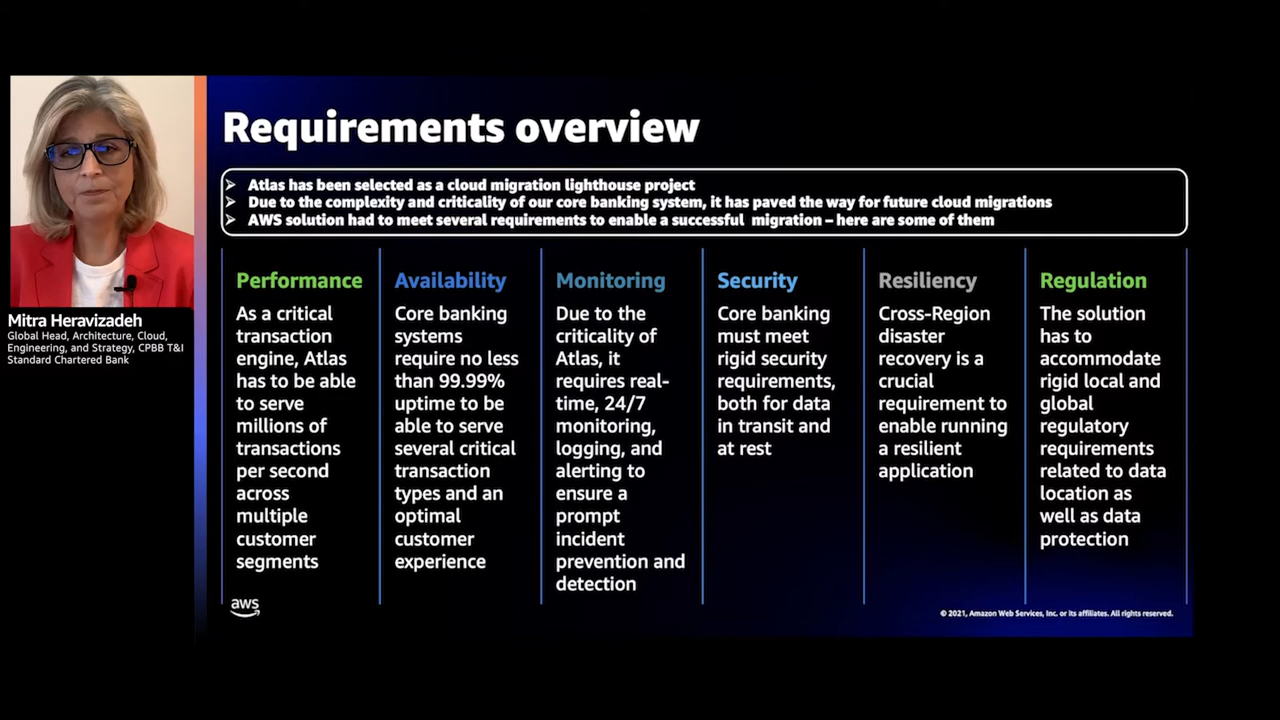 Requirements overview
➢ Atlas has been selected as a cloud migration lighthouse project
➢ Due to the complexity and criticality of our core banking system, it has paved the way for future cloud migrations
➢ AWS solution had to meet several requirements to enable a successful migration – here are some of them
Mitra Heravizadeh
Global Head, Architecture, Cloud,
Engineering, and Strategy, CPBB T&I
Standard Chartered Bank
Performance
As a critical
transaction
engine, Atlas
has to be able
to serve
millions of
transactions
per second
across
multiple
customer
segments
Availability
Core banking
systems
require no less
than 99.99%
uptime to be
able to serve
several critical
transaction
types and an
optimal
customer
experience
Monitoring
Due to the
criticality of
Atlas, it
requires real-
time, 24/7
monitoring,
logging, and
alerting to
ensure a
prompt
incident
prevention and
detection
Security
Core banking
must meet
rigid security
requirements,
both for data
in transit and
at rest
Resiliency
Cross-Region
disaster
recovery is a
crucial
requirement to
enable running
a resilient
application
Regulation
The solution
has to
accommodate
rigid local and
global
regulatory
requirements
related to data
location as
well as data
protection
aws
© 2021, Amazon Web Services, Inc. or its affiliates. All rights reserved.